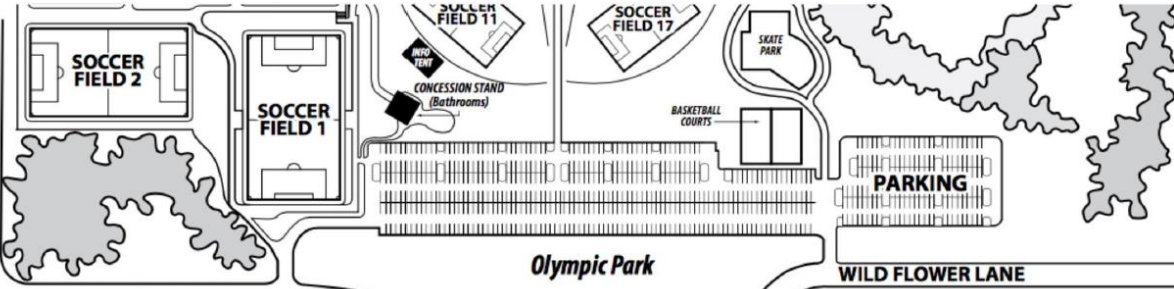 SOCCER
FIELD 11
SOCCER
FIELD 17
SKATE
PARK
INFO
TENT
SOCCER
FIELD 2
CONCESSION STAND
(Bathrooms)
SOCCER
FIELD 1
BASKETBALL
COURTS
PARKING
Olympic Park
WILD FLOWER LANE